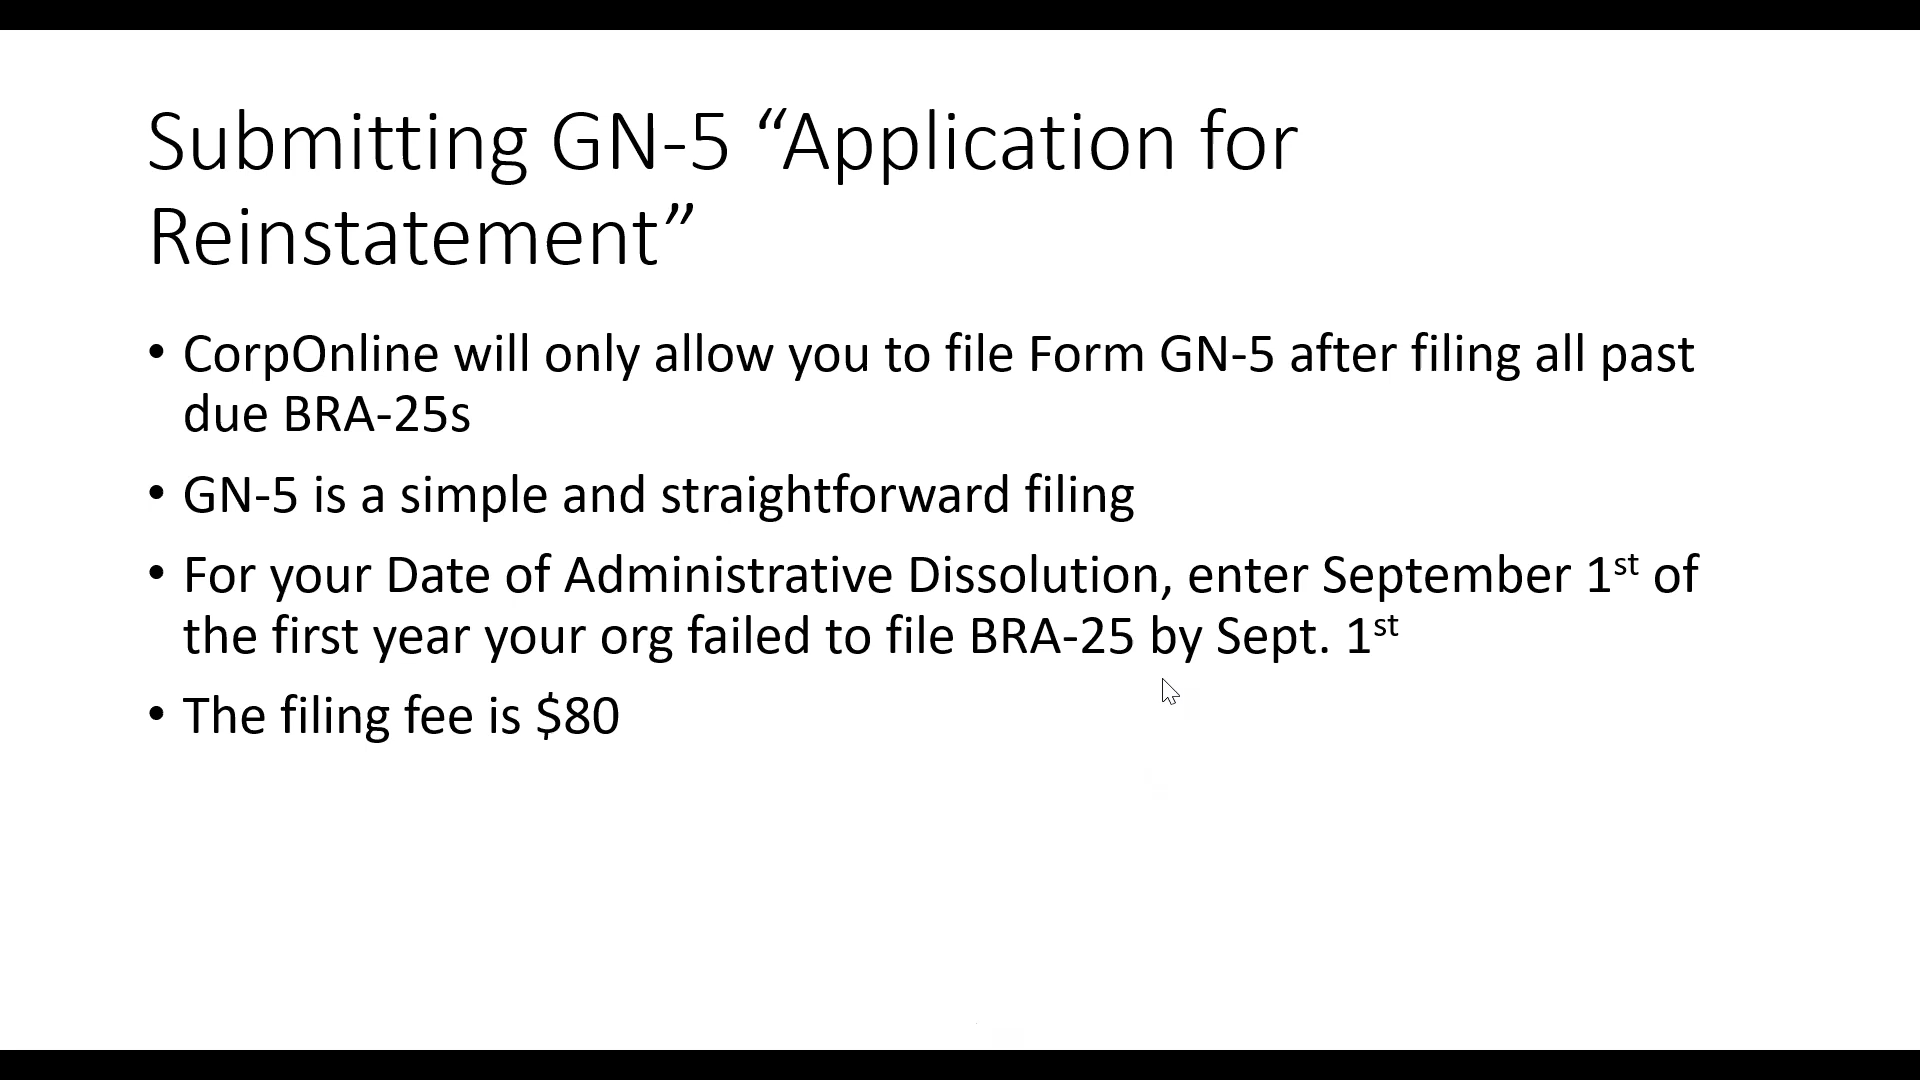 Submitting GN-5 “Application for
Reinstatement”
• CorpOnline will only allow you to file Form GN-5 after filing all past
due BRA-25s
• GN-5 is a simple and straightforward filing
• For your Date of Administrative Dissolution, enter September 1st of
the first year your org failed to file BRA-25 by Sept. 1st
• The filing fee is $80